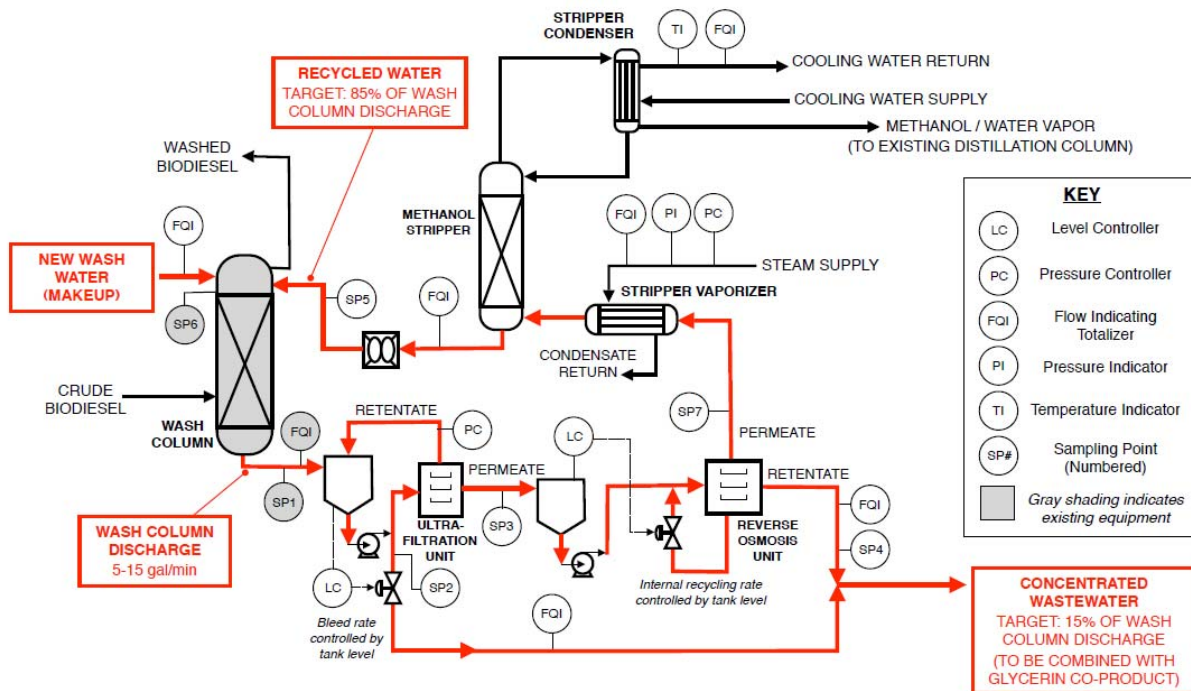 STRIPPER
CONDENSER
TI
FQI
COOLING WATER RETURN
COOLING WATER SUPPLY
METHANOL / WATER VAPOR
(TO EXISTING DISTILLATION COLUMN)
RECYCLED WATER
TARGET: 85% OF WASH
COLUMN DISCHARGE
WASHED
BIODIESEL
FQI
NEW WASH
WATER
(MAKEUP)
SP6
CRUDE
BIODIESEL
WASH
COLUMN
SP5
FQI
METHANOL
STRIPPER
FQI
PI
PC
STEAM SUPPLY
STRIPPER VAPORIZER
CONDENSATE
RETURN
FQI
SP1
WASH COLUMN
DISCHARGE
5-15 gal/min
RETENTATE
PC
PERMEATE
ULTRA-
FILTRATION
UNIT
SP3
LC
SP2
Bleed rate
controlled by
tank level
LC
SP7
PERMEATE
RETENTATE
REVERSE
OSMOSIS
UNIT
Internal recycling rate
controlled by tank level
FQI
FQI
SP4
CONCENTRATED
WASTEWATER
TARGET: 15% OF WASH
COLUMN DISCHARGE
(TO BE COMBINED WITH
GLYCERIN CO-PRODUCT)
KEY
LC Level Controller
PC Pressure Controller
FQI Flow Indicating
Totalizer
PI Pressure Indicator
TI Temperature Indicator
SP# Sampling Point
(Numbered)
Gray shading indicates
existing equipment